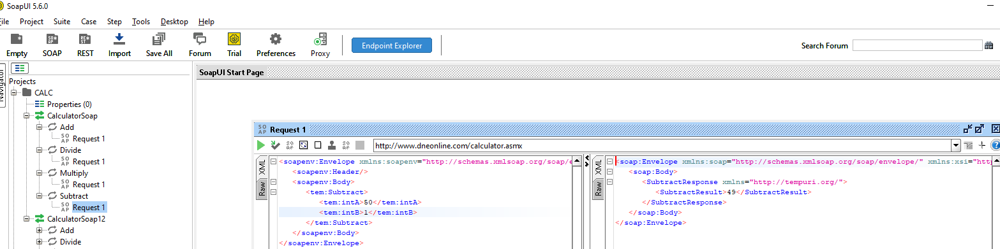 SoapUI 5.6.0
File Project Suite Case Step Tools Desktop Help
Empty SOAP REST Import Save All Forum Trial Preferences Proxy Endpoint Explorer Search Forum
Navigator
SoapUI Start Page
Projects
CALC
Properties (0)
CalculatorSoap
Add
Request 1
Divide
Request 1
Multiply
Request 1
Subtract
Request 1
CalculatorSoap12
Add
Divide
Request 1
http://www.dneonline.com/calculator.asmx
XML
Raw
<soapenv:Envelope xmlns:soapenv="http://schemas.xmlsoap.org/soap/e
<soapenv:Header/>
<soapenv:Body>
<tem:Subtract>
<tem:intA>50</tem:intA>
<tem:intB>1</tem:intB>
</tem:Subtract>
</soapenv:Body>
</soapenv:Envelope>
XML
Raw
<soap:Envelope xmlns:soap="http://schemas.xmlsoap.org/soap/envelope/" xmlns:xsi="http
<soap:Body>
<SubtractResponse xmlns="http://tempuri.org/">
<SubtractResult>49</SubtractResult>
</SubtractResponse>
</soap:Body>
</soap:Envelope>